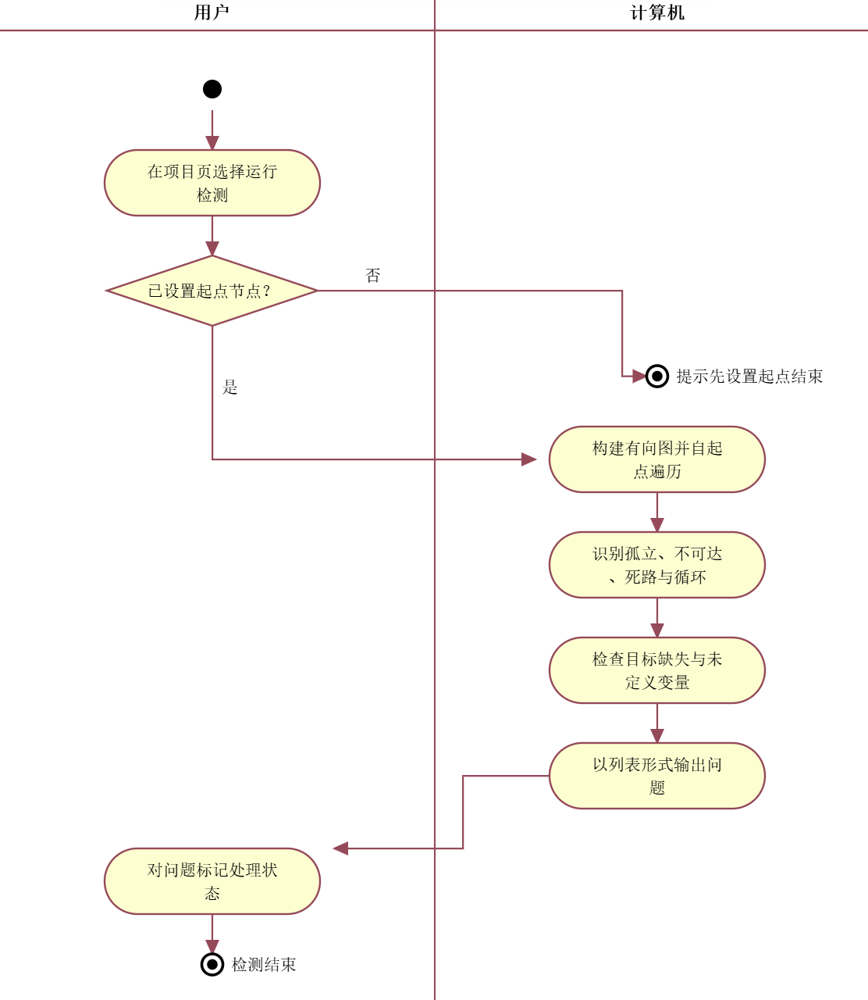 用户
计算机
在项目页选择运行
检测
已设置起点节点?
否
提示先设置起点结束
是
构建有向图并自起
点遍历
识别孤立、不可达
、死路与循环
检查目标缺失与未
定义变量
以列表形式输出问
题
对问题标记处理状
态
检测结束